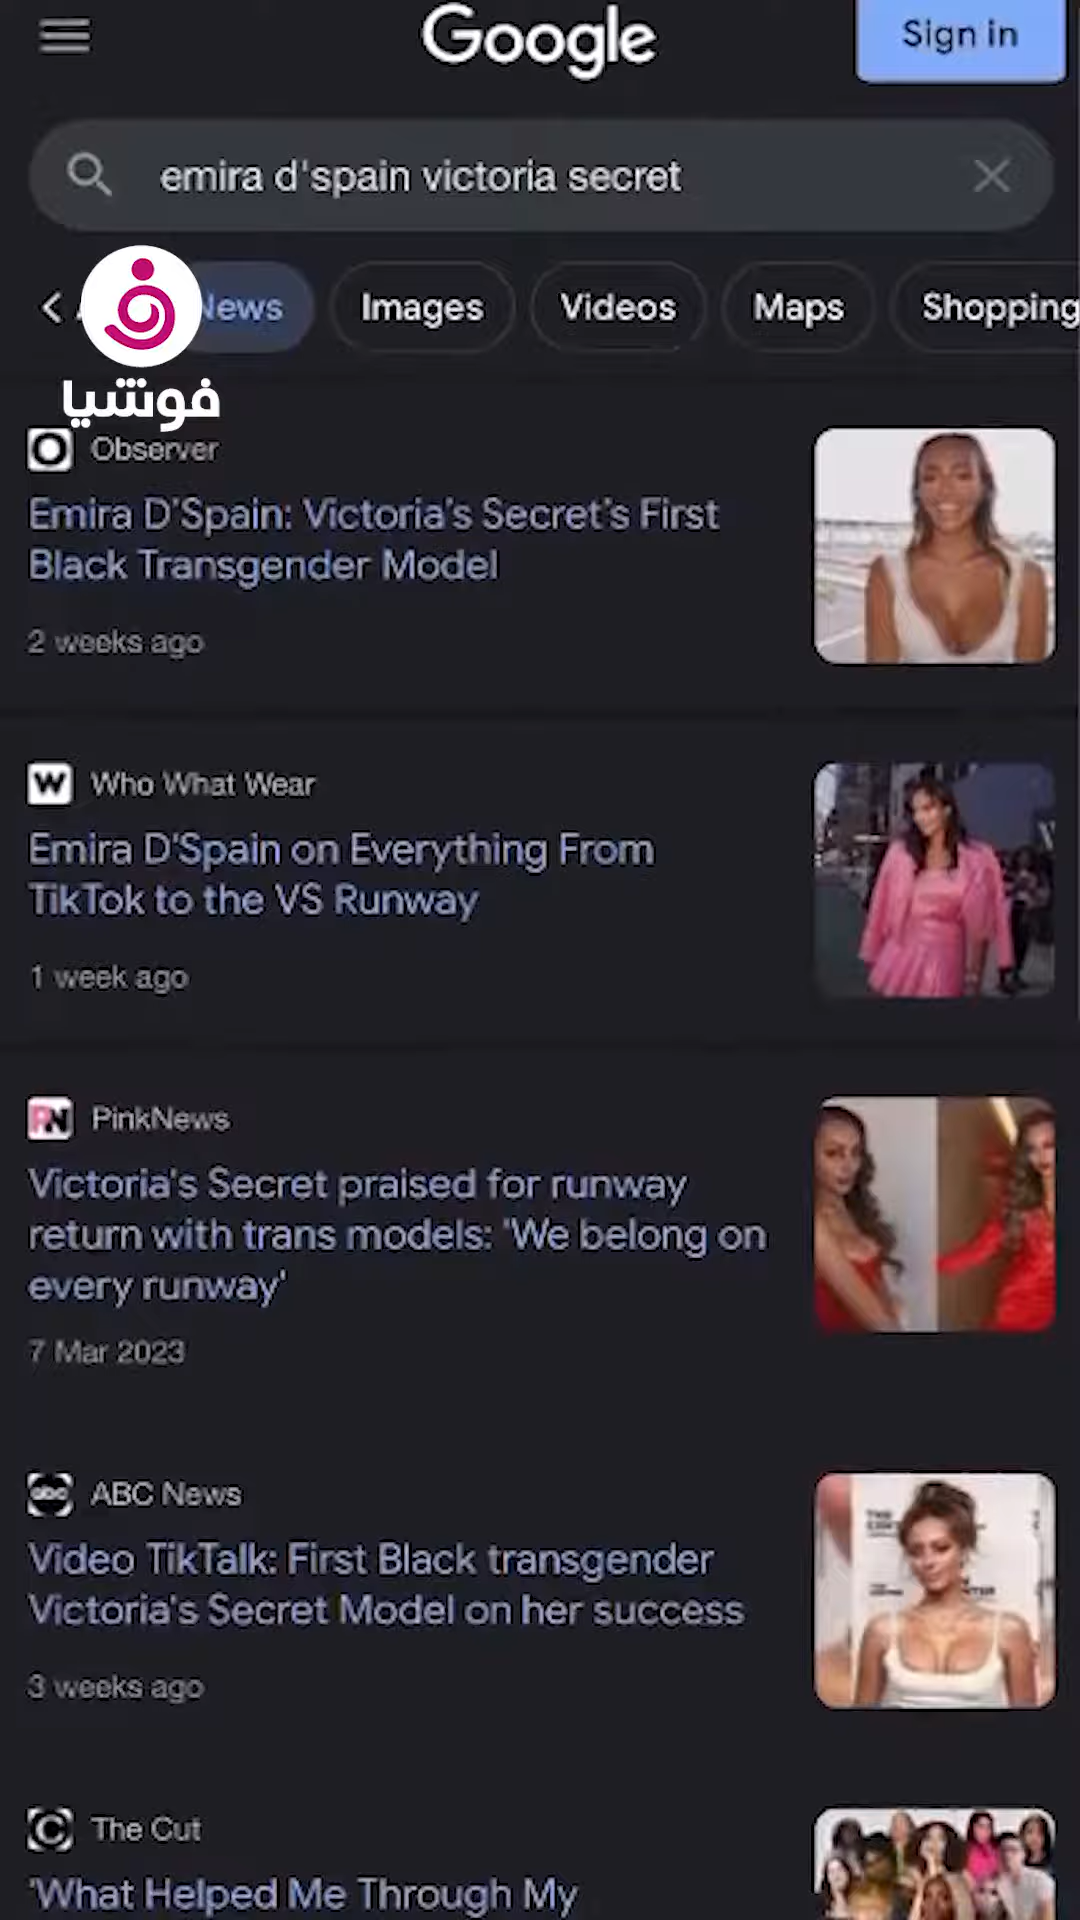 Google
Sign in
emira d'spain victoria secret
News
Images
Videos
Maps
Shopping
فوشيا
Observer
Emira D'Spain: Victoria's Secret's First
Black Transgender Model
2 weeks ago
W
Who What Wear
Emira D'Spain on Everything From
TikTok to the VS Runway
1 week ago
PN
PinkNews
Victoria's Secret praised for runway
return with trans models: 'We belong on
every runway'
7 Mar 2023
abc
ABC News
Video TikTalk: First Black transgender
Victoria's Secret Model on her success
3 weeks ago
C
The Cut
'What Helped Me Through My